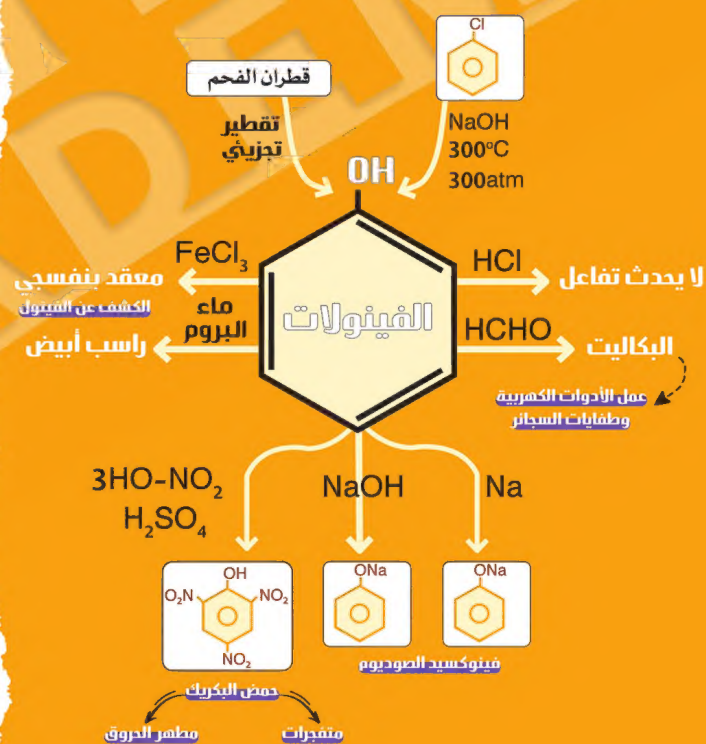 Cl
قطران الفحم
تقطير
تجزيئي
NaOH
300°C
300atm
OH
FeCl₃
HCl
معقد بنفسجي
الكشف عن الفينول
لا يحدث تفاعل
الفينولات
ماء
البروم
راسب أبيض
HCHO
البكاليت
عمل الأدوات الكهربية
وطفايات السجائر
3HO-NO₂
H₂SO₄
NaOH
Na
OH
O₂N
NO₂
NO₂
ONa
ONa
فينوكسيد الصوديوم
حمض البكريك
متفجرات
مطهر الحروق